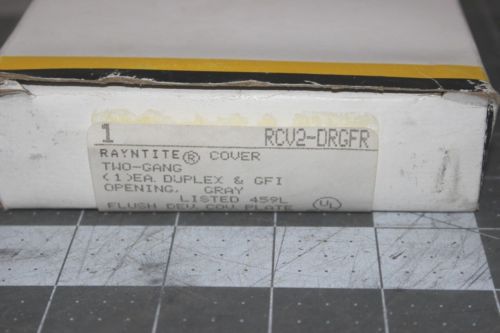 1 RCV2-DRGFR
RAYNTITE® COVER
TWO-GANG
(1)EA. DUPLEX & GFI
OPENING. GRAY
LISTED 459L
FLUSH DEV COV PLATE UL